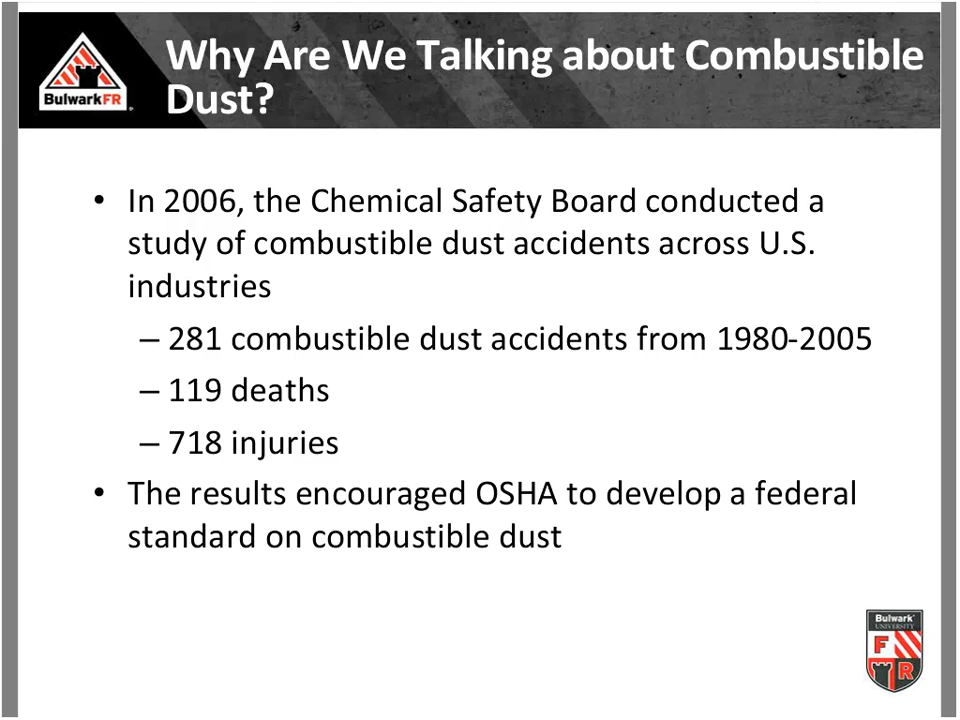 Why Are We Talking about Combustible
Dust?
BulwarkFR®
• In 2006, the Chemical Safety Board conducted a
study of combustible dust accidents across U.S.
industries
– 281 combustible dust accidents from 1980-2005
– 119 deaths
– 718 injuries
• The results encouraged OSHA to develop a federal
standard on combustible dust
Bulwark
UNIVERSITY
F
R